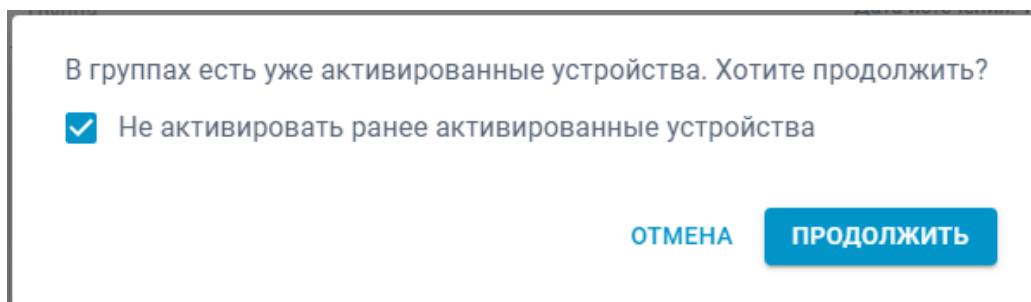 В группах есть уже активированные устройства. Хотите продолжить?
Не активировать ранее активированные устройства
ОТМЕНА ПРОДОЛЖИТЬ